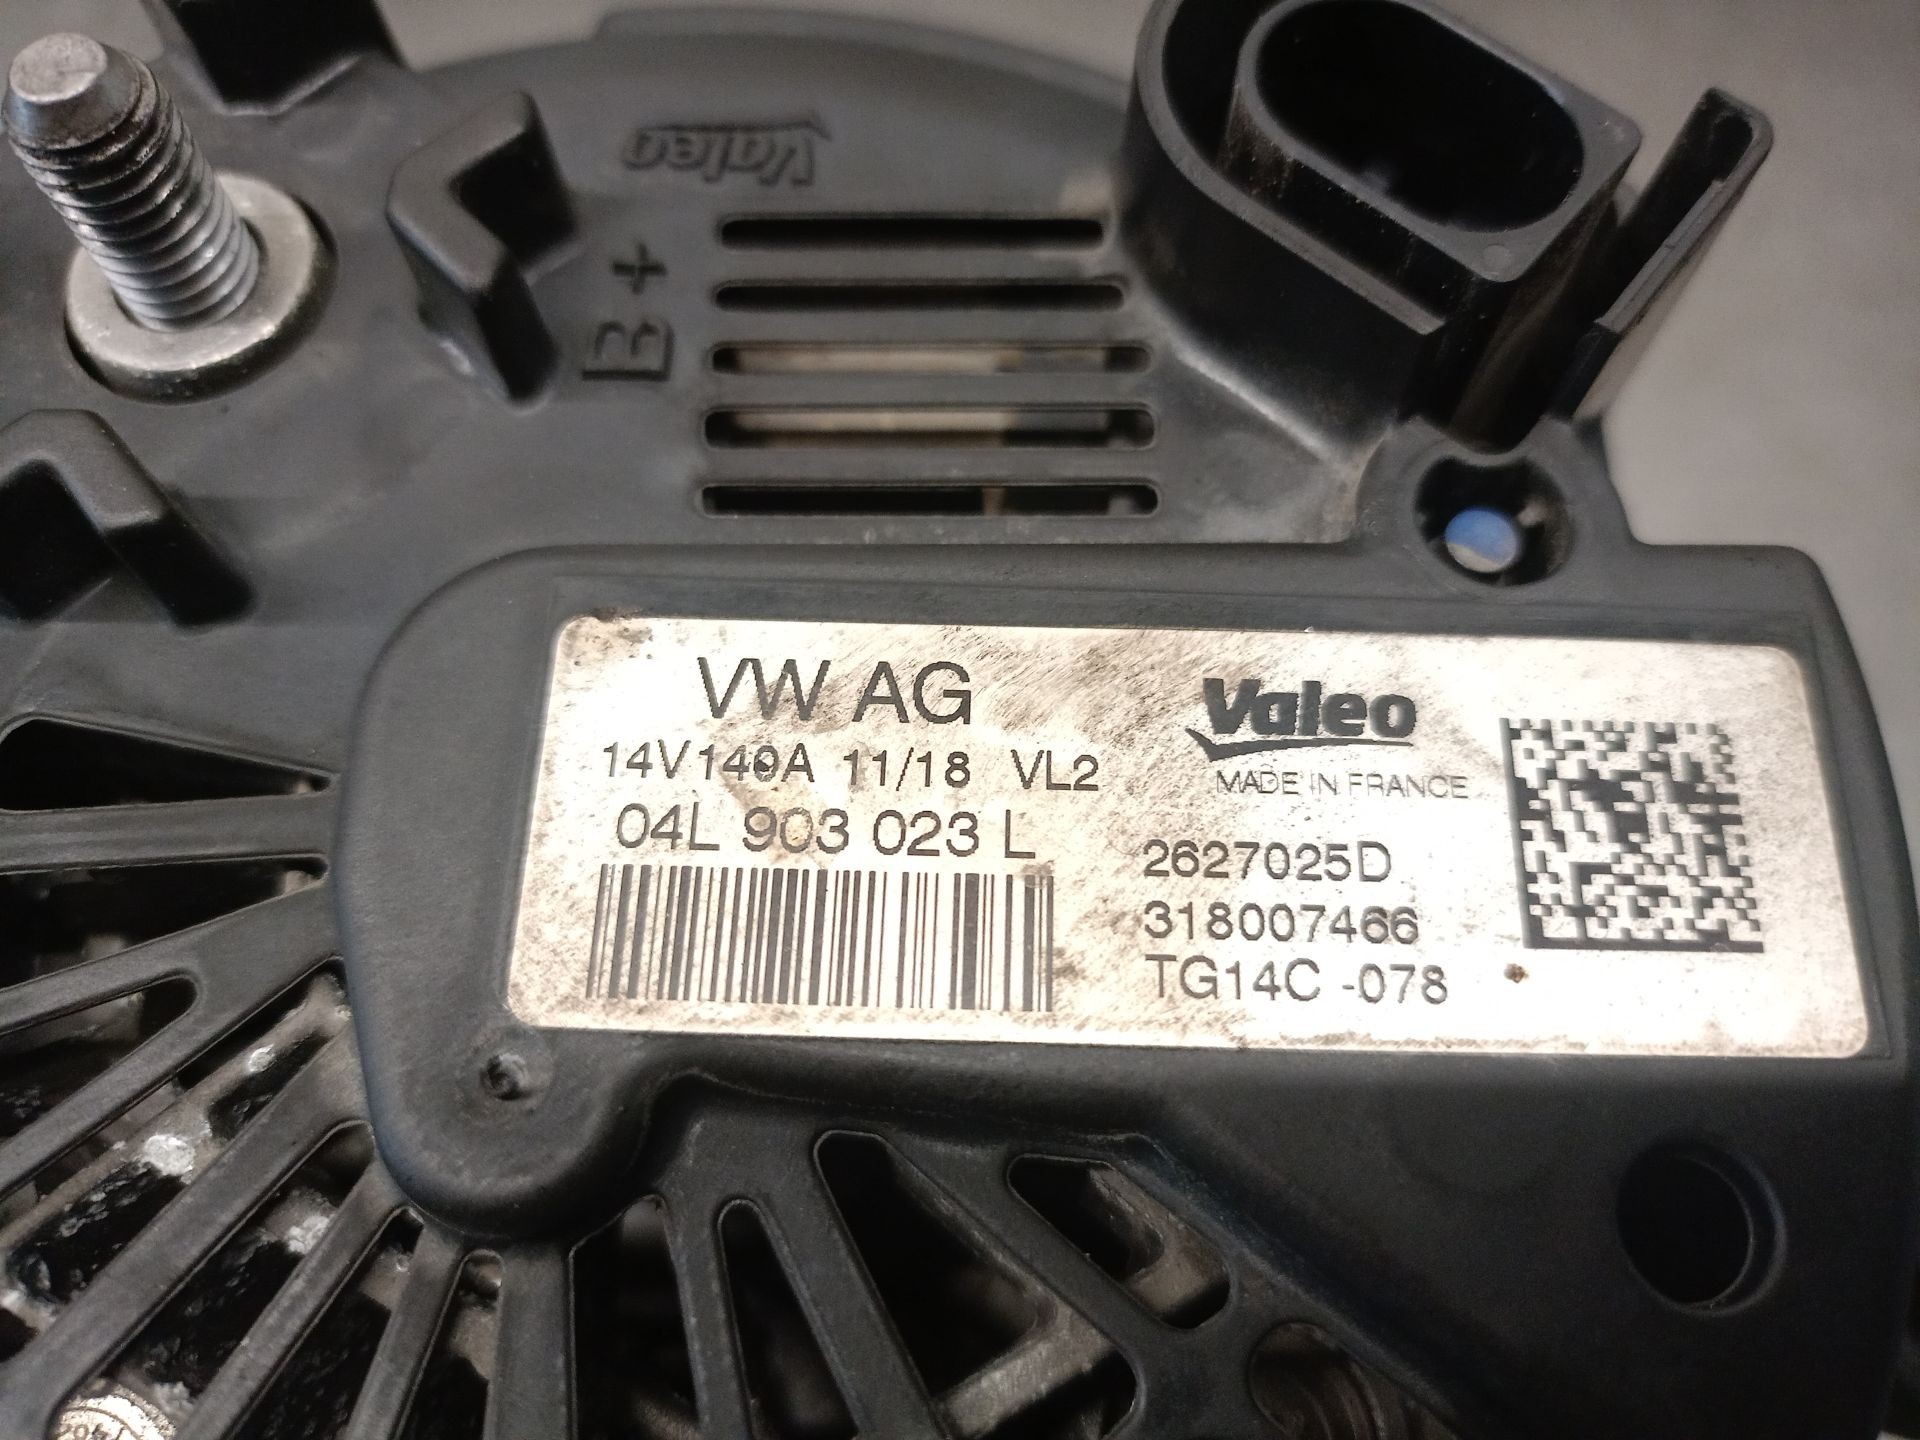 Valeo
B+
VW AG
14V140A 11/18 VL2
04L 903 023 L
Valeo
MADE IN FRANCE
2627025D
318007466
TG14C -078